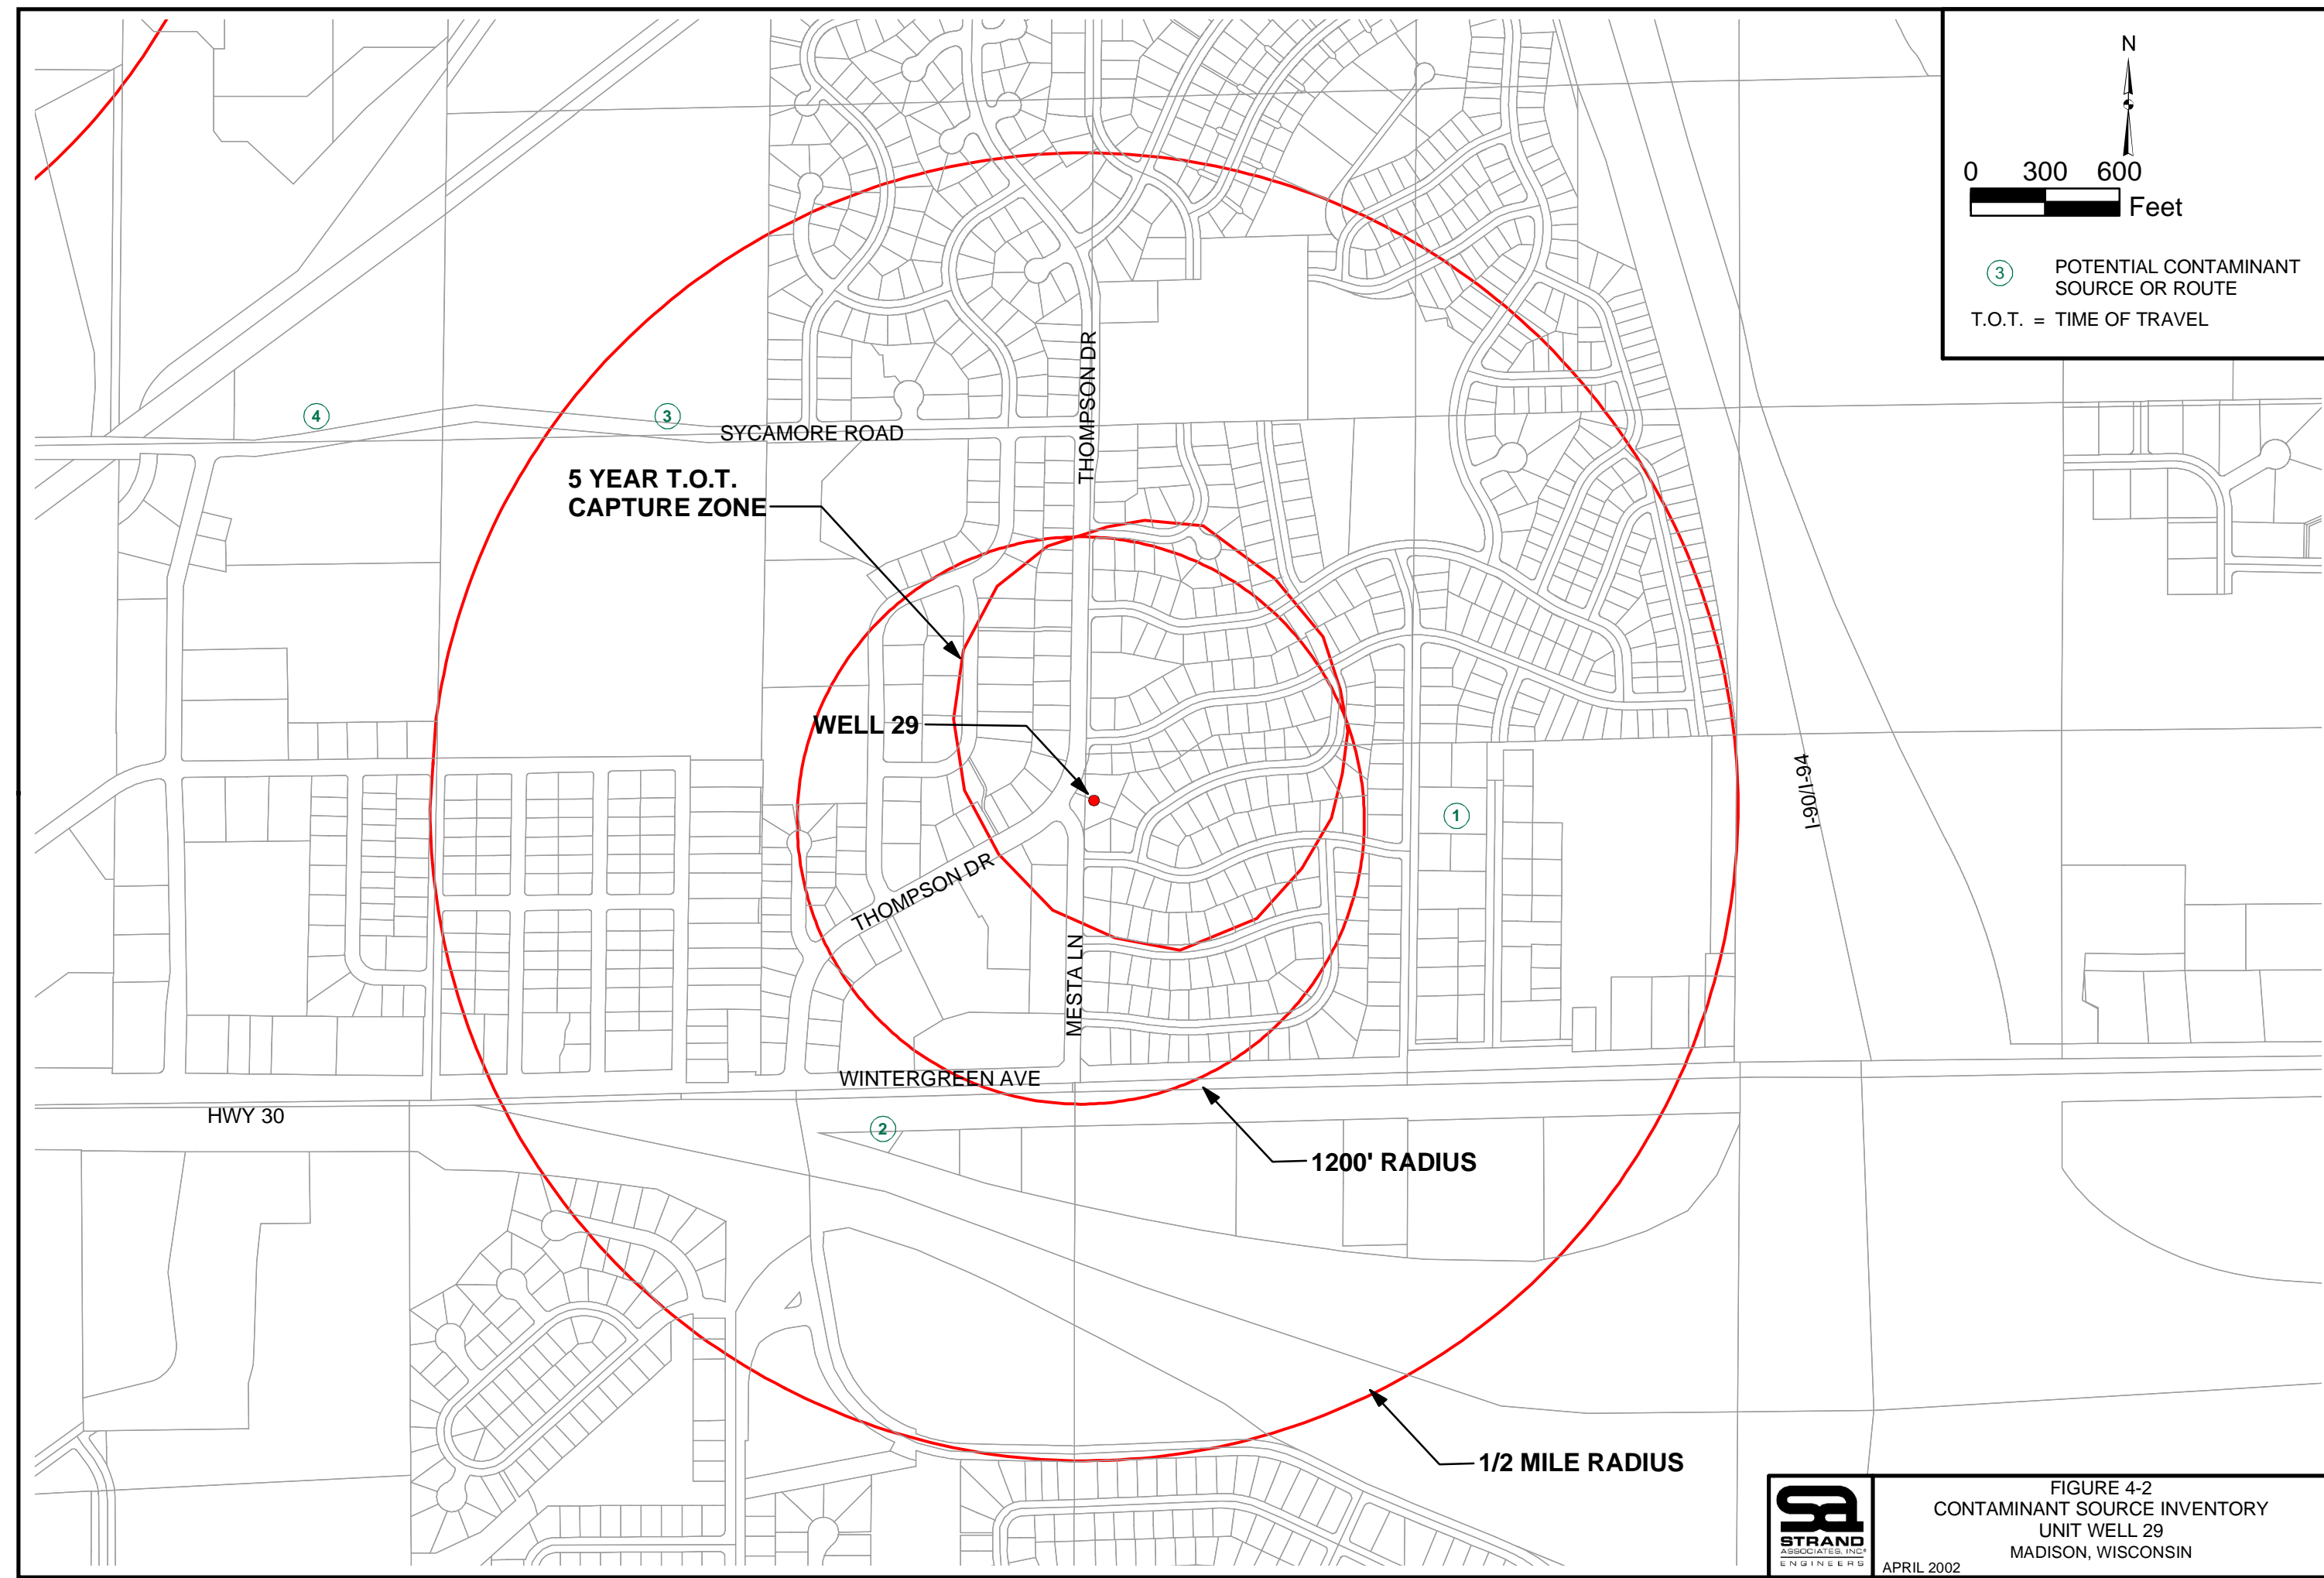 N
0 300 600
Feet
3 POTENTIAL CONTAMINANT
SOURCE OR ROUTE
T.O.T. = TIME OF TRAVEL
THOMPSON DR
4
3
SYCAMORE ROAD
5 YEAR T.O.T.
CAPTURE ZONE
WELL 29
I-90/I-94
1
THOMPSON DR
MESTA LN
WINTERGREEN AVE
HWY 30
2
1200' RADIUS
1/2 MILE RADIUS
sa
STRAND
ASSOCIATES, INC®
ENGINEERS
FIGURE 4-2
CONTAMINANT SOURCE INVENTORY
UNIT WELL 29
MADISON, WISCONSIN
APRIL 2002